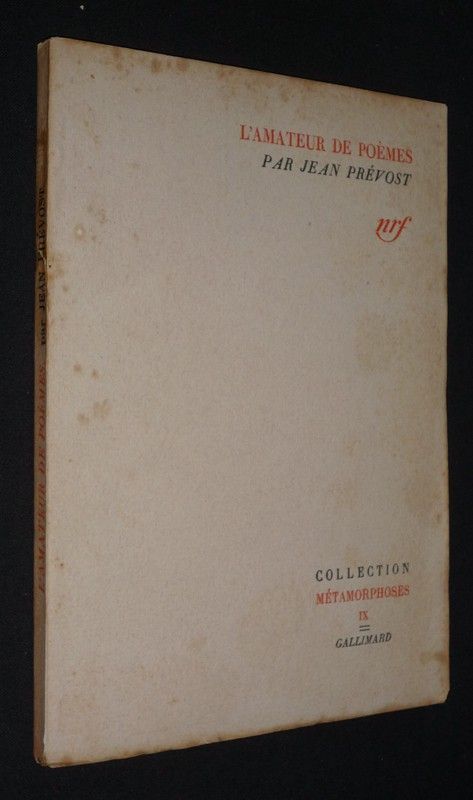 L'AMATEUR DE POÈMES
PAR JEAN PRÉVOST
nrf
COLLECTION
MÉTAMORPHOSES
IX
GALLIMARD
L'AMATEUR DE POÈMES par JEAN PRÉVOST